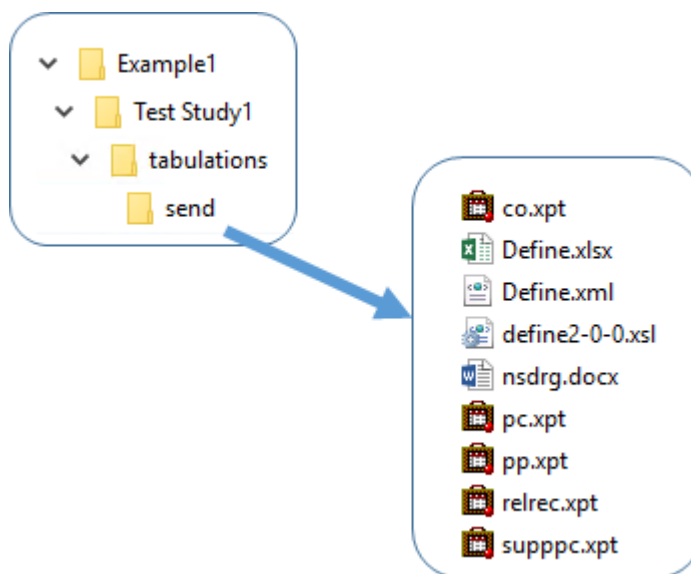 Example1
Test Study1
tabulations
send
co.xpt
Define.xlsx
Define.xml
define2-0-0.xsl
nsdrg.docx
pc.xpt
pp.xpt
relrec.xpt
supppc.xpt